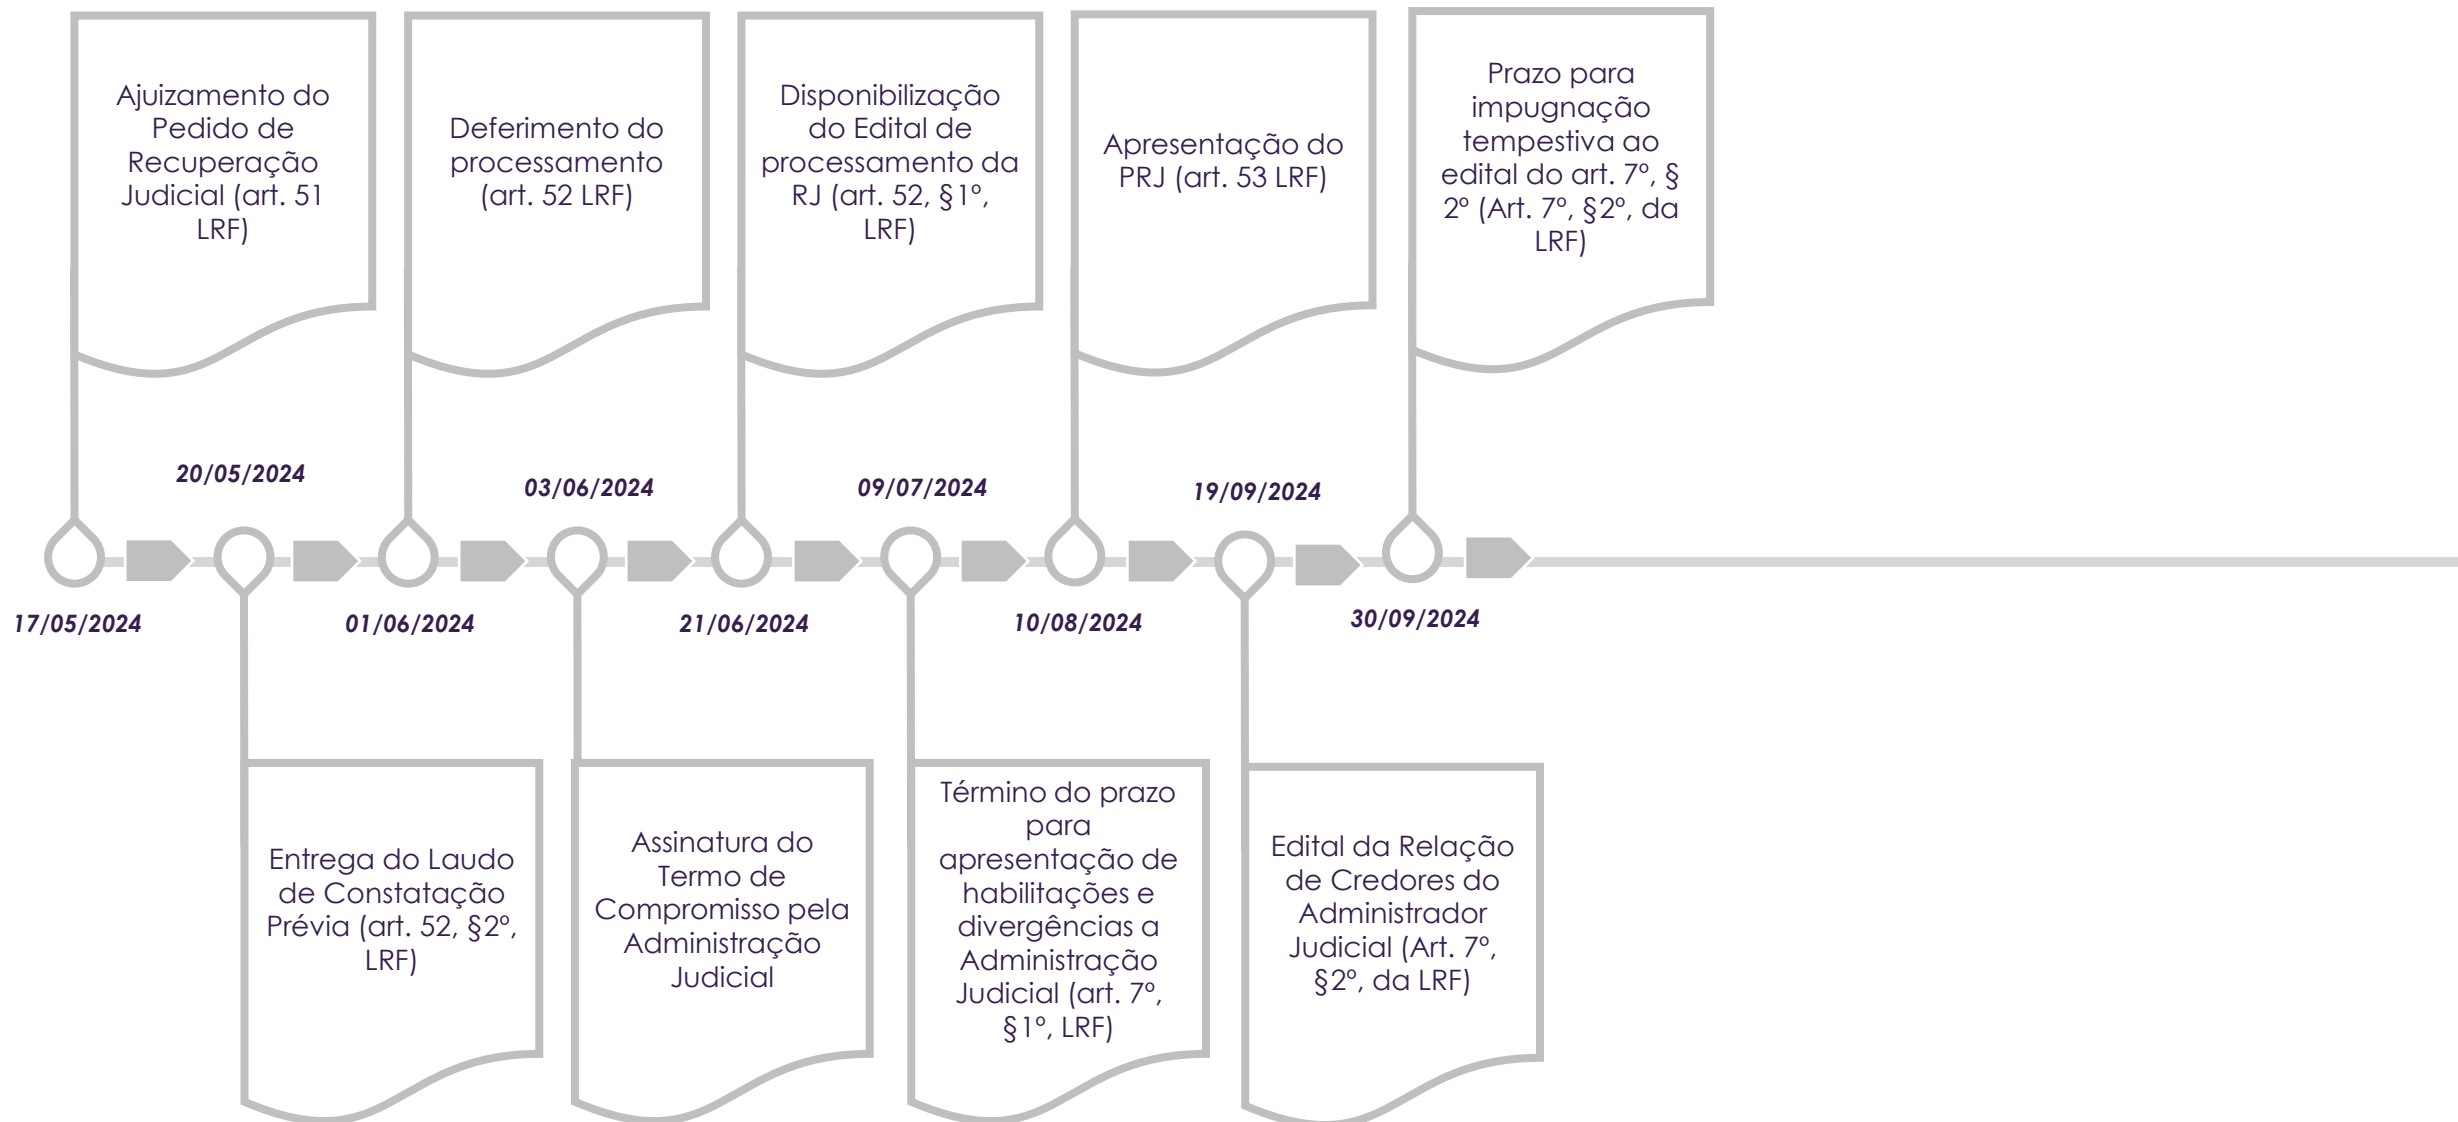 Ajuizamento do
Pedido de
Recuperação
Judicial (art. 51
LRF)
Deferimento do
processamento
(art. 52 LRF)
Disponibilização
do Edital de
processamento da
RJ (art. 52, §1º,
LRF)
Apresentação do
PRJ (art. 53 LRF)
Prazo para
impugnação
tempestiva ao
edital do art. 7º, §
2º (Art. 7º, §2º, da
LRF)
20/05/2024
03/06/2024
09/07/2024
19/09/2024
17/05/2024
01/06/2024
21/06/2024
10/08/2024
30/09/2024
Entrega do Laudo
de Constatação
Prévia (art. 52, §2º,
LRF)
Assinatura do
Termo de
Compromisso pela
Administração
Judicial
Término do prazo
para
apresentação de
habilitações e
divergências a
Administração
Judicial (art. 7º,
§1º, LRF)
Edital da Relação
de Credores do
Administrador
Judicial (Art. 7º,
§2º, da LRF)